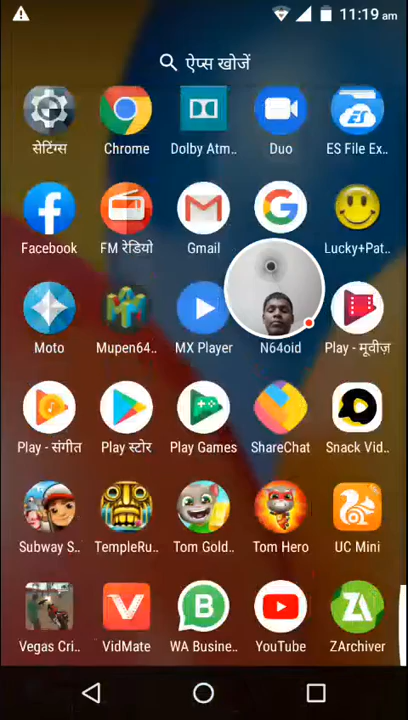 11:19 am
ऐप्स खोजें
सेटिंग्स Chrome Dolby Atm.. Duo ES File Ex..
Facebook FM रेडियो Gmail Lucky+Pat..
Moto Mupen64.. MX Player N64oid Play - मूवीज़
Play - संगीत Play स्टोर Play Games ShareChat Snack Vid..
Subway S.. TempleRu.. Tom Gold.. Tom Hero UC Mini
Vegas Cri.. VidMate WA Busine.. YouTube ZArchiver